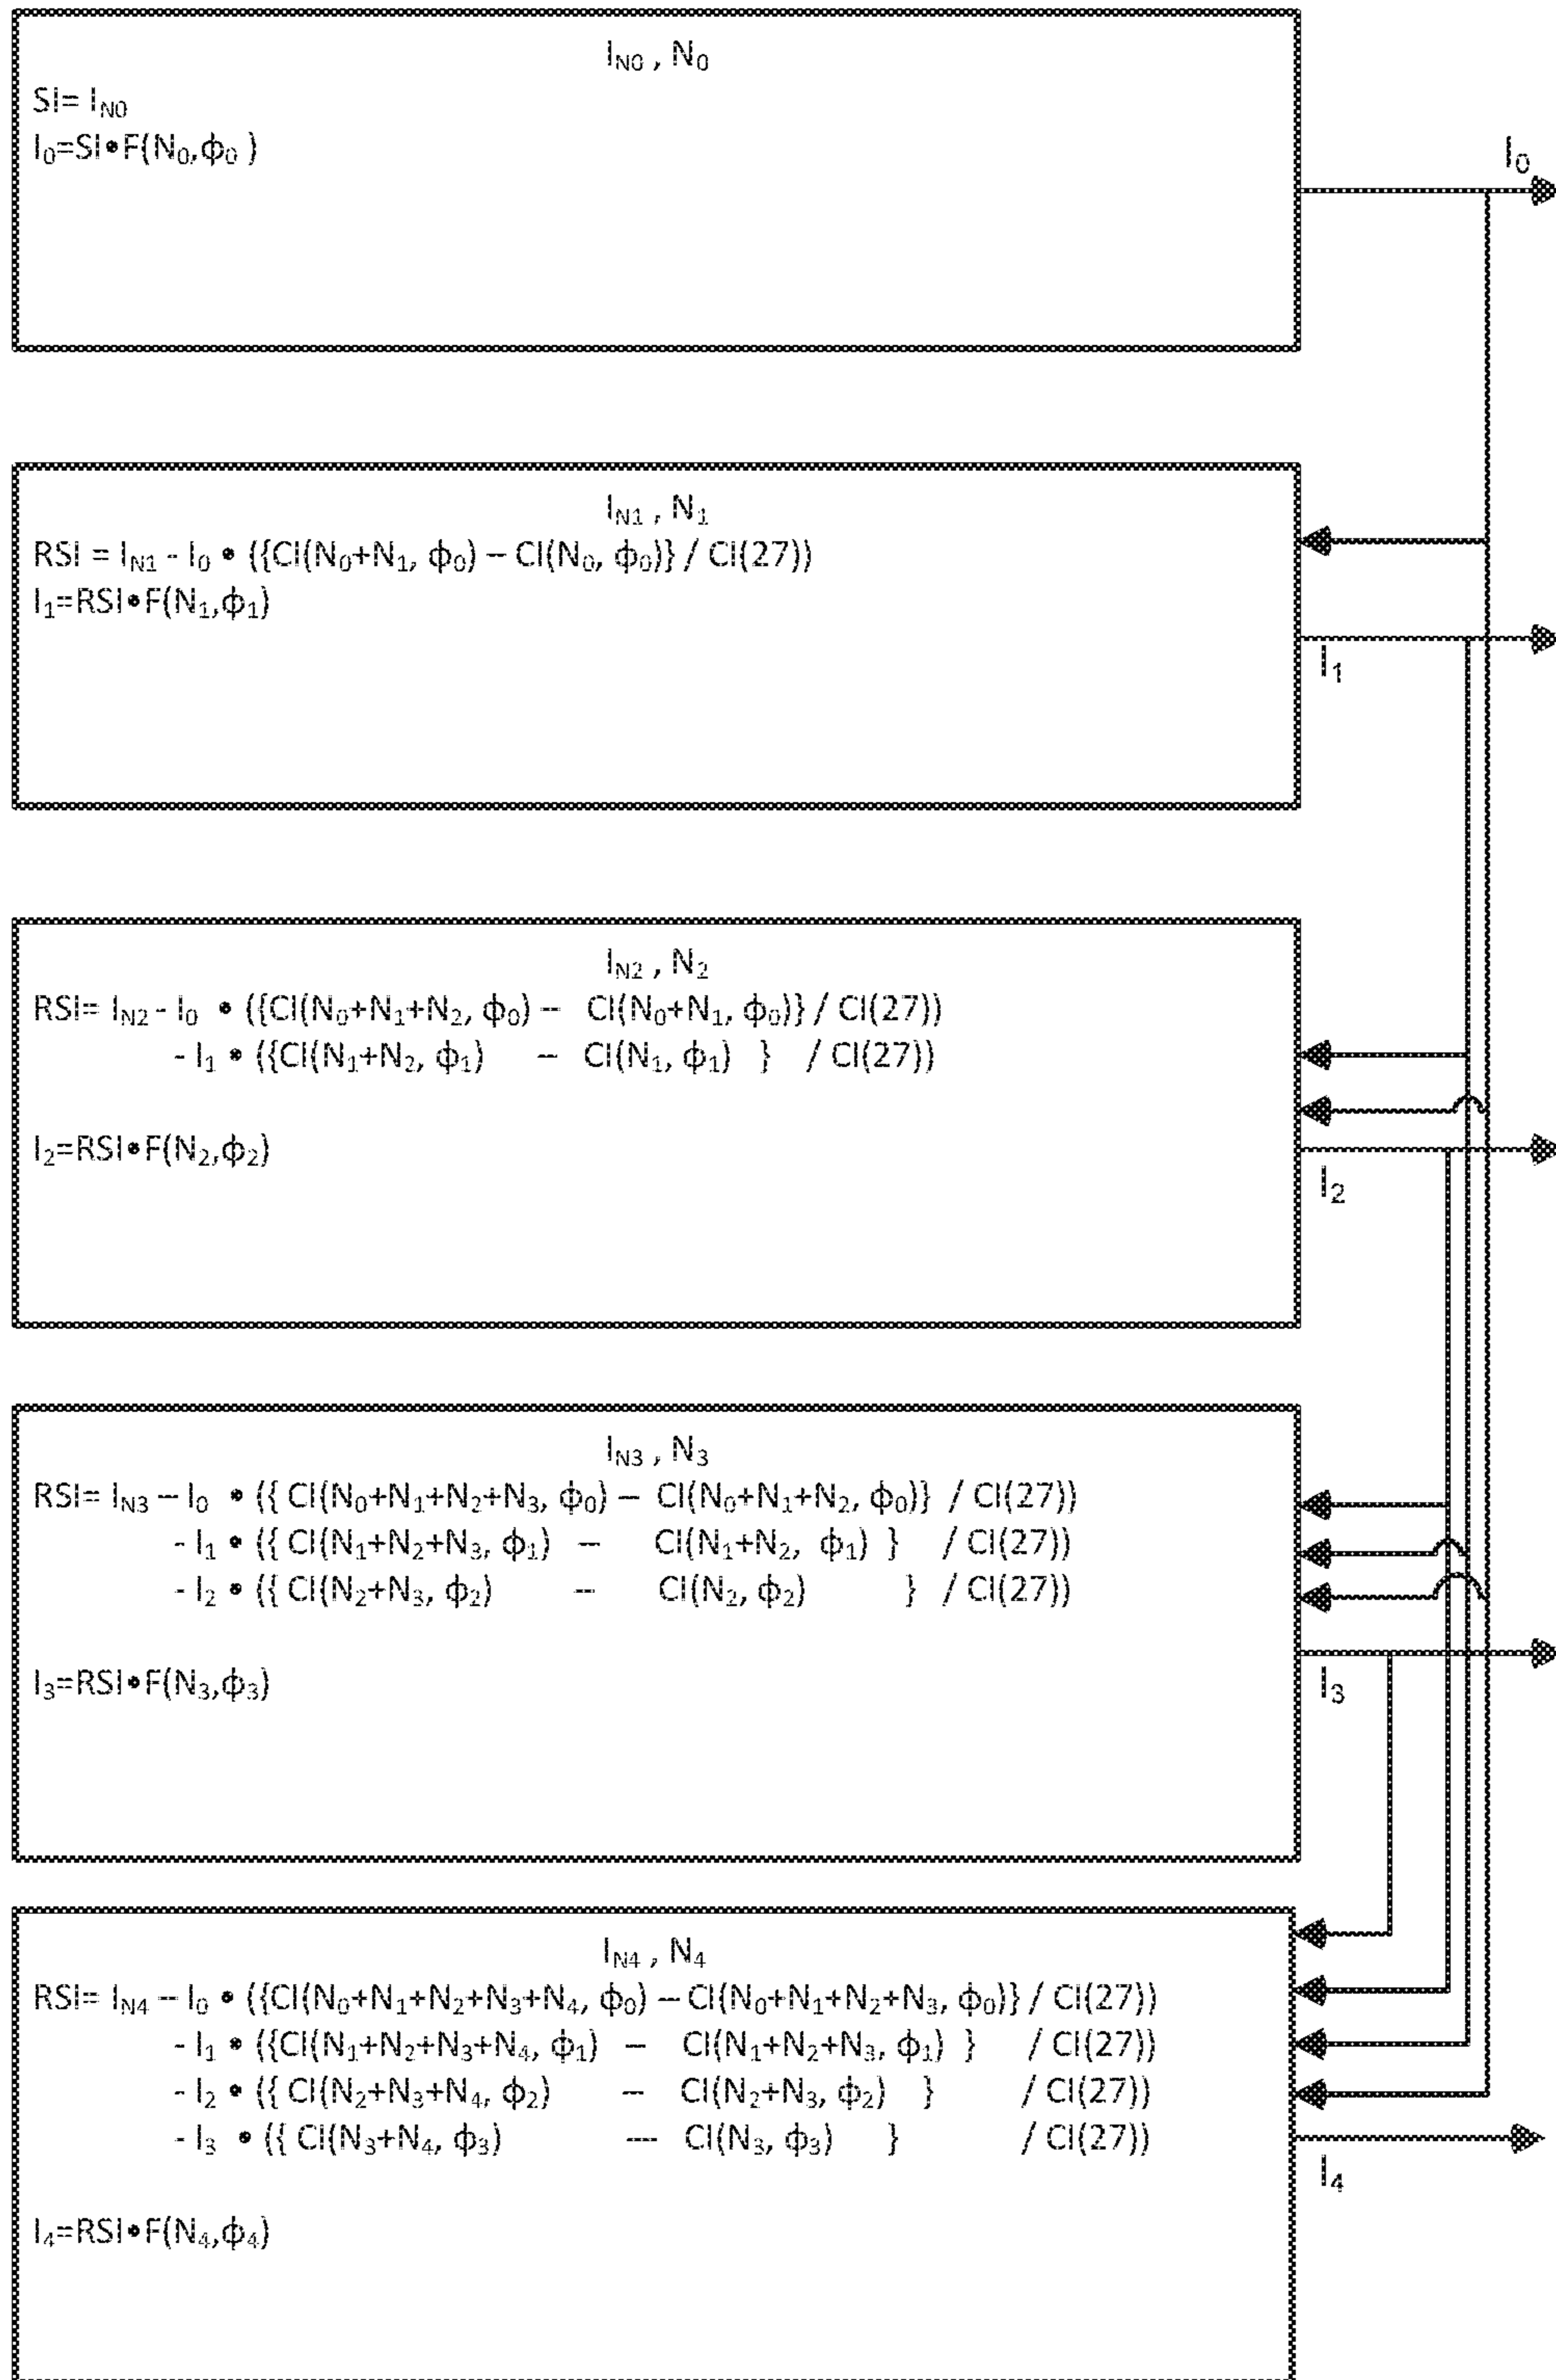 I_N0 , N_0
SI= I_N0
I_0=SI•F(N_0,ϕ_0 )
I_0
I_N1 , N_1
RSI = I_N1 - I_0 • ({CI(N_0+N_1, ϕ_0) – CI(N_0, ϕ_0)} / CI(27))
I_1=RSI•F(N_1,ϕ_1)
I_1
I_N2 , N_2
RSI= I_N2 - I_0 • ({CI(N_0+N_1+N_2, ϕ_0) – CI(N_0+N_1, ϕ_0)} / CI(27))
- I_1 • ({CI(N_1+N_2, ϕ_1) – CI(N_1, ϕ_1) } / CI(27))
I_2=RSI•F(N_2,ϕ_2)
I_2
I_N3 , N_3
RSI= I_N3 – I_0 • ({ CI(N_0+N_1+N_2+N_3, ϕ_0) – CI(N_0+N_1+N_2, ϕ_0)} / CI(27))
- I_1 • ({ CI(N_1+N_2+N_3, ϕ_1) – CI(N_1+N_2, ϕ_1) } / CI(27))
- I_2 • ({ CI(N_2+N_3, ϕ_2) – CI(N_2, ϕ_2) } / CI(27))
I_3=RSI•F(N_3,ϕ_3)
I_3
I_N4 , N_4
RSI= I_N4 – I_0 • ({CI(N_0+N_1+N_2+N_3+N_4, ϕ_0) – CI(N_0+N_1+N_2+N_3, ϕ_0)} / CI(27))
- I_1 • ({CI(N_1+N_2+N_3+N_4, ϕ_1) – CI(N_1+N_2+N_3, ϕ_1) } / CI(27))
- I_2 • ({ CI(N_2+N_3+N_4, ϕ_2) – CI(N_2+N_3, ϕ_2) } / CI(27))
- I_3 • ({ CI(N_3+N_4, ϕ_3) –- CI(N_3, ϕ_3) } / CI(27))
I_4
I_4=RSI•F(N_4,ϕ_4)